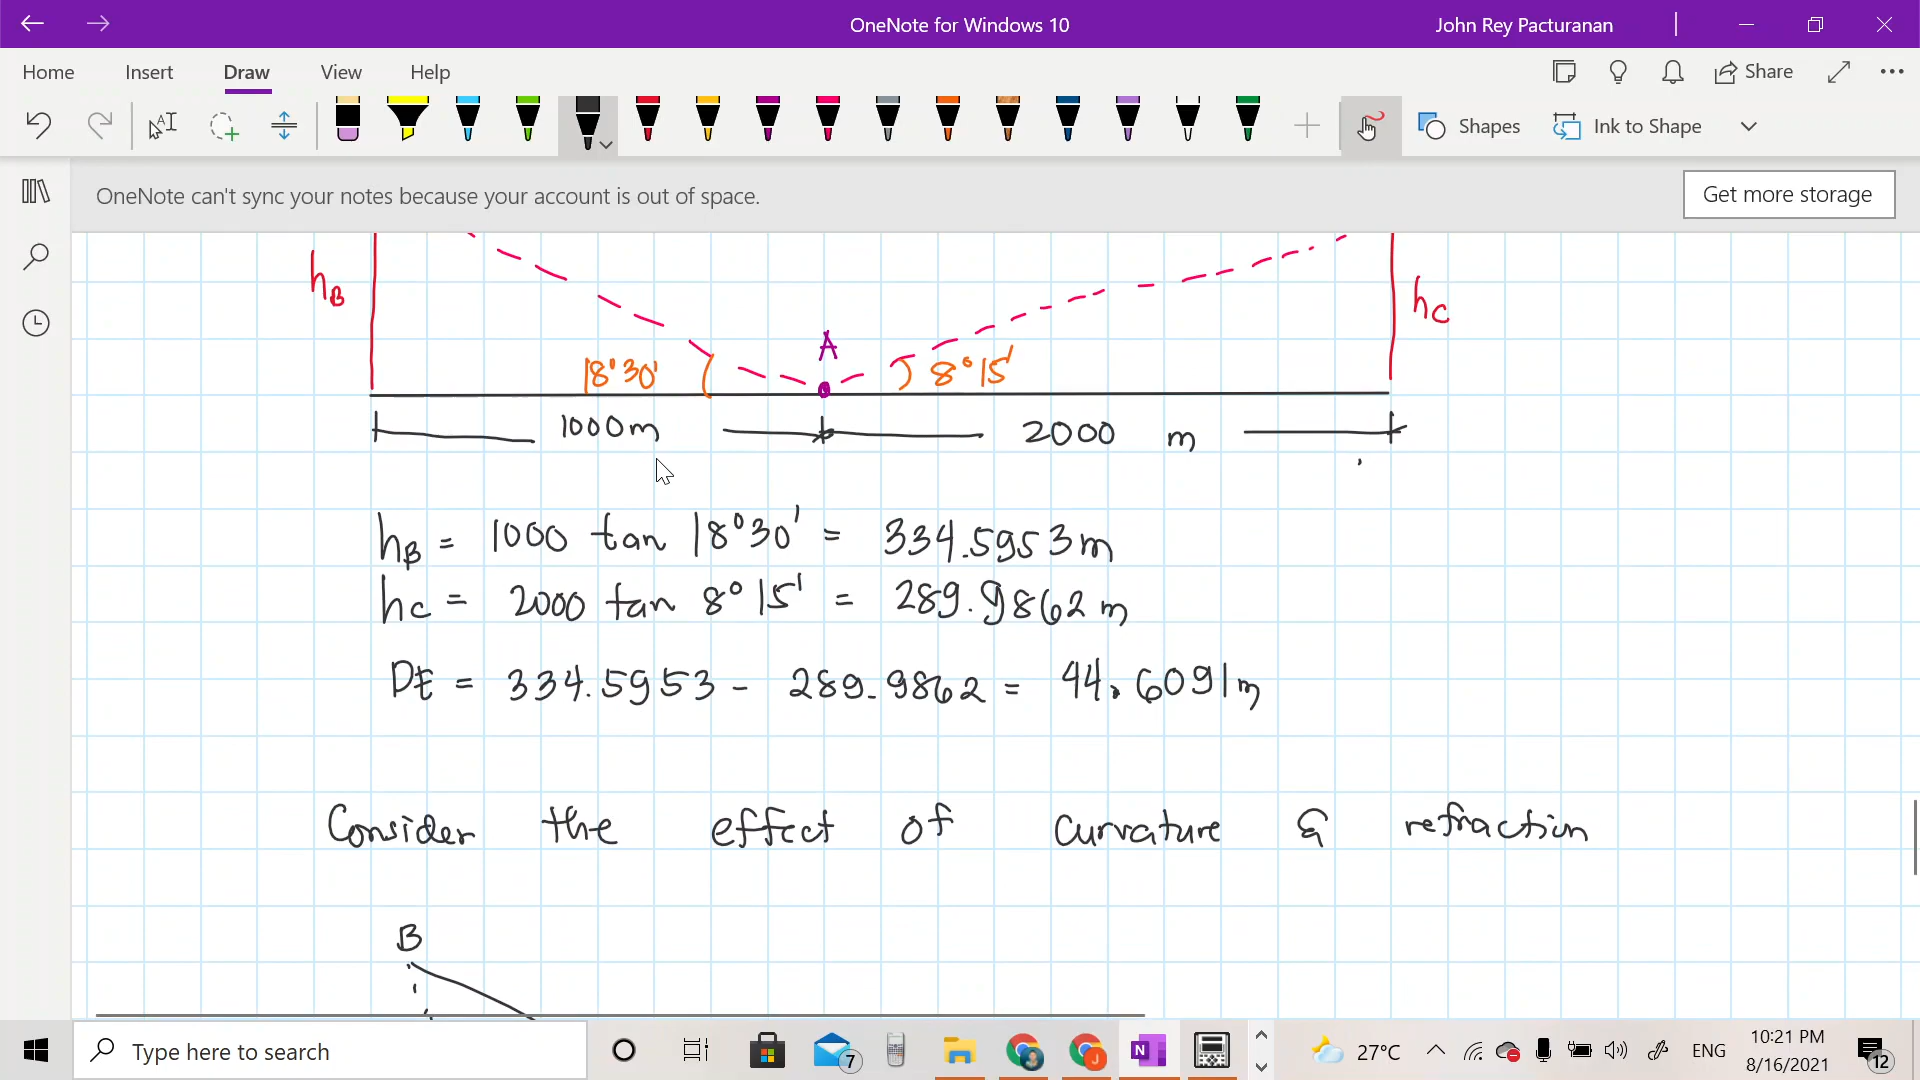 OneNote for Windows 10
John Rey Pacturanan
Home Insert Draw View Help
Share
Shapes Ink to Shape
OneNote can't sync your notes because your account is out of space.
Get more storage
hB
hC
A
18°30'
8°15'
1000m
2000 m
hB = 1000 tan 18°30' = 334.5953m
hC = 2000 tan 8°15' = 289.9862 m
DE = 334.5953 - 289.9862 = 44.6091m
Consider the effect of curvature & refraction
B
Type here to search
7
N
27°C
ENG
10:21 PM
8/16/2021
12